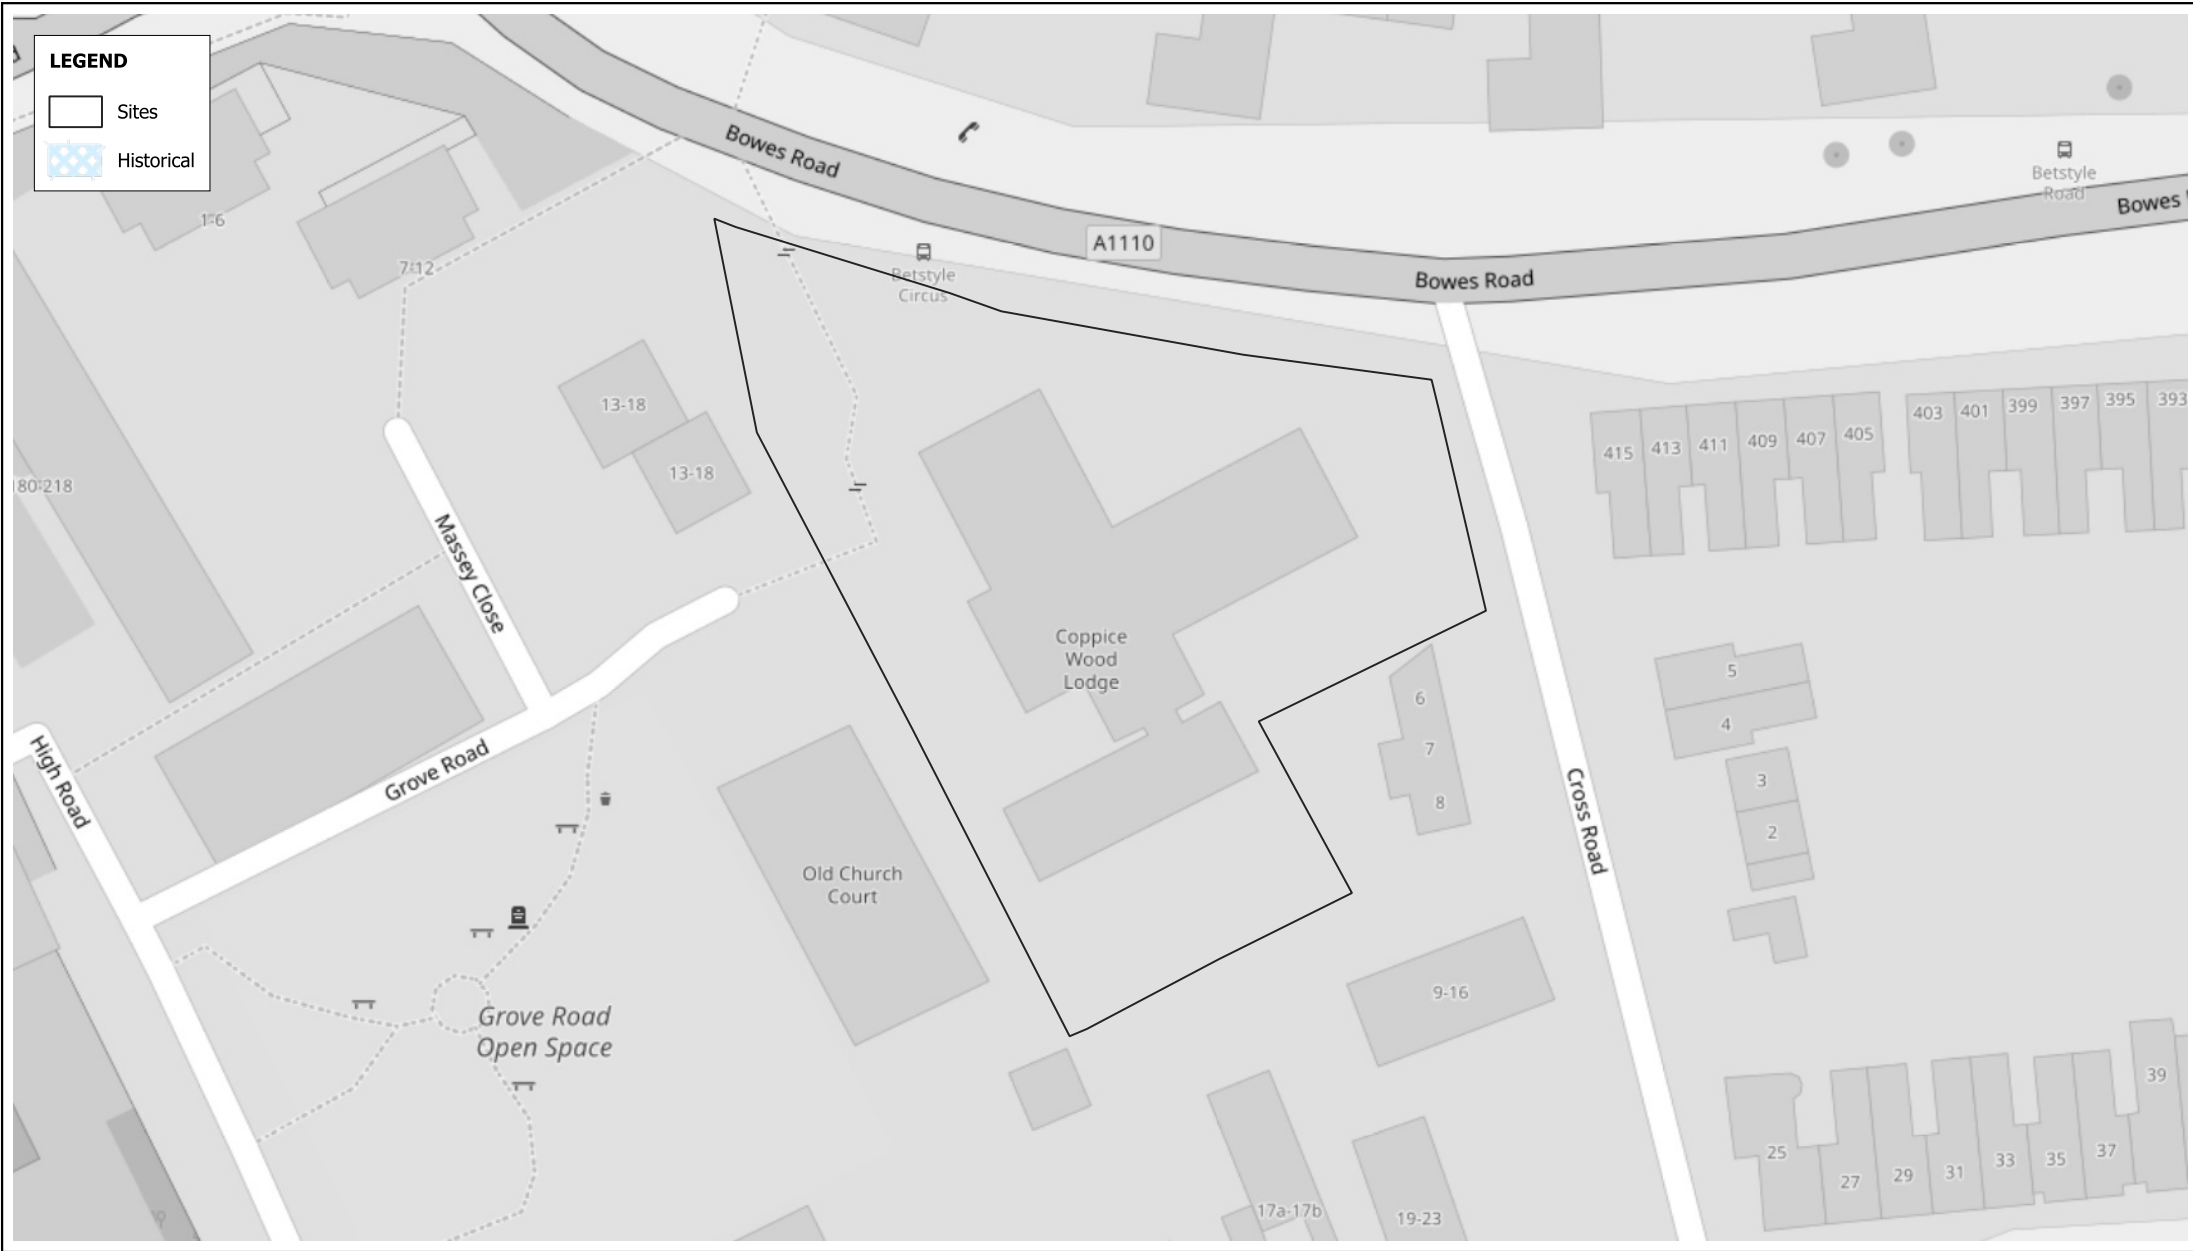 LEGEND
Sites
Historical
Bowes Road
A1110
Betstyle
Road
Bowes
Bowes Road
Betstyle
Circus
1-6
7-12
13-18
13-18
180-218
Massey Close
415
413
411
409
407
405
403
401
399
397
395
393
Coppice
Wood
Lodge
High Road
Grove Road
Old Church
Court
6
7
8
5
4
3
2
Cross Road
9-16
Grove Road
Open Space
17a-17b
19-23
25
27
29
31
33
35
37
39